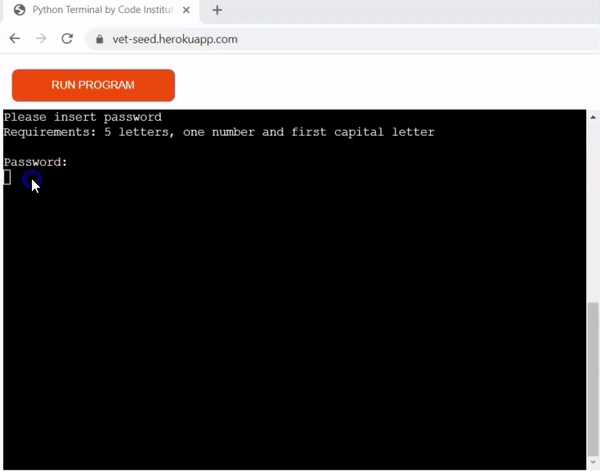 Python Terminal by Code Institut
vet-seed.herokuapp.com
RUN PROGRAM
Please insert password
Requirements: 5 letters, one number and first capital letter
Password: